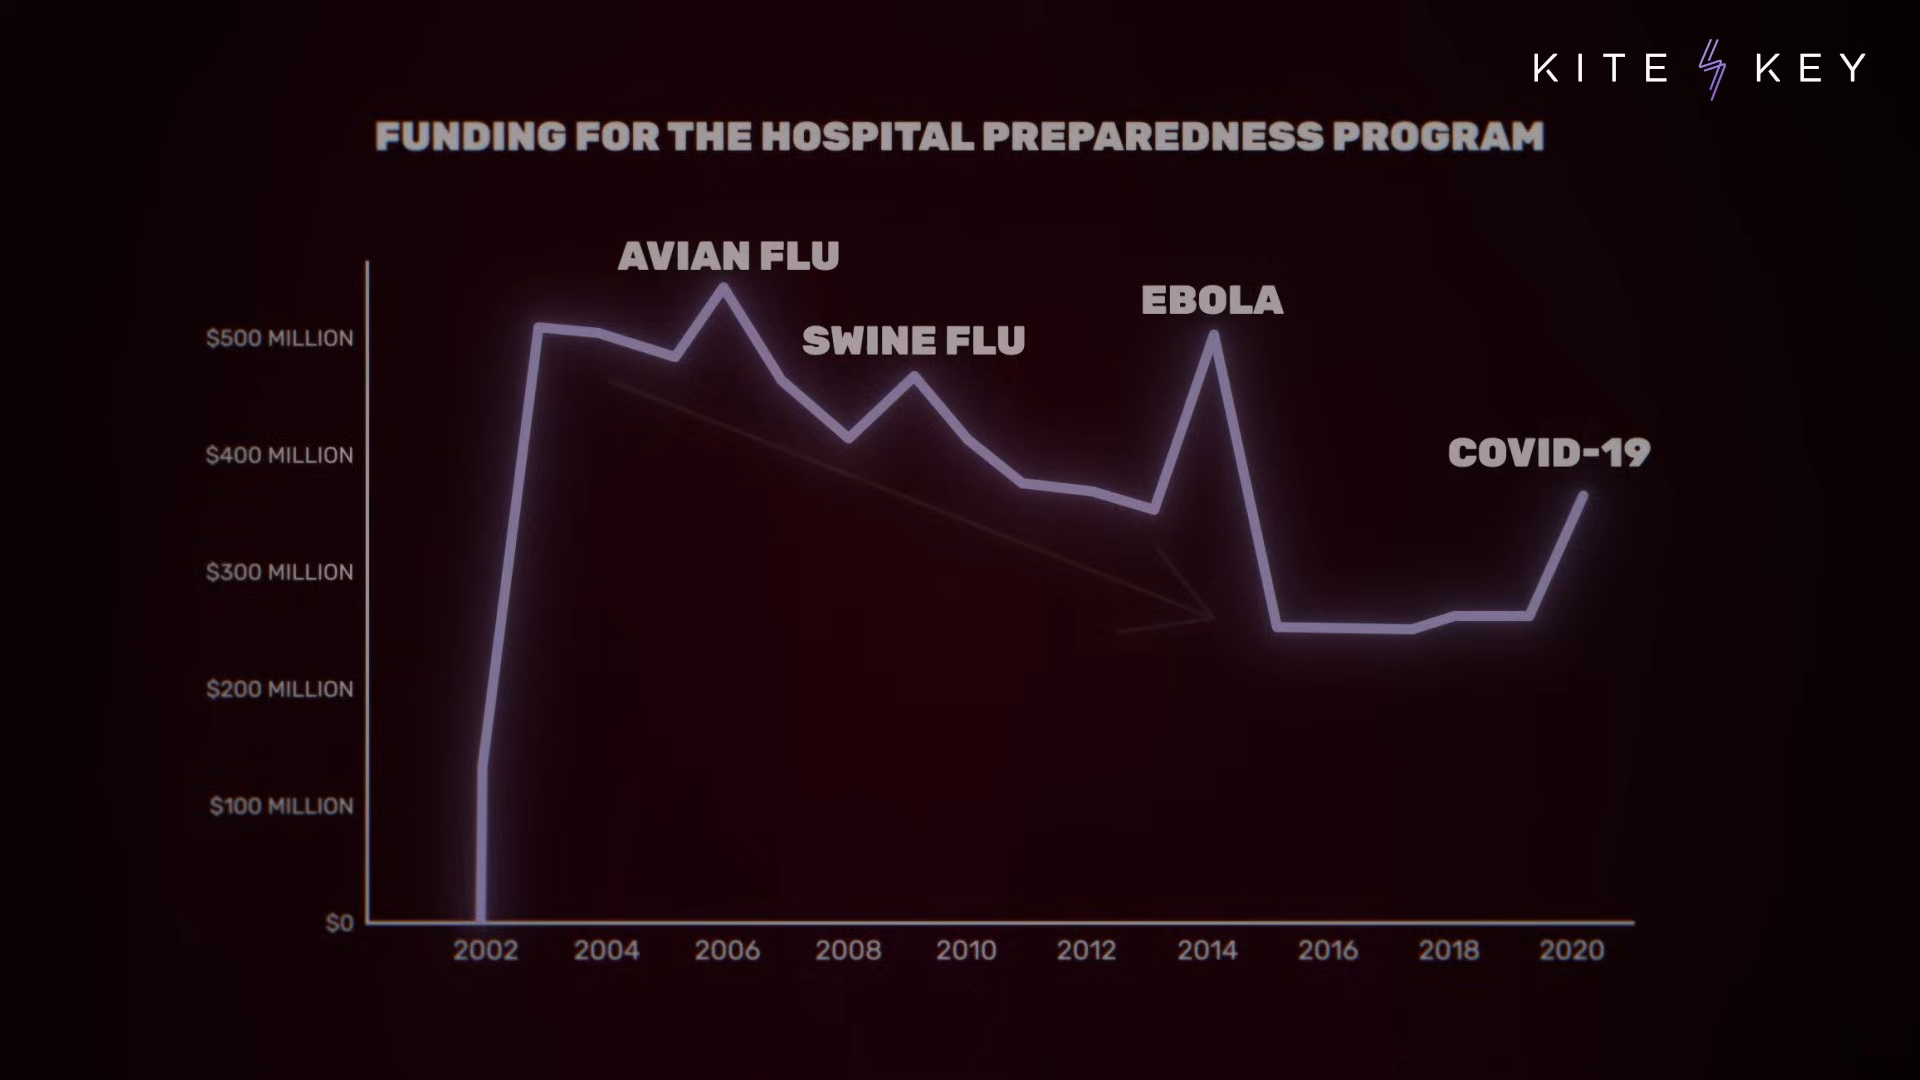 KITE KEY
FUNDING FOR THE HOSPITAL PREPAREDNESS PROGRAM
AVIAN FLU
EBOLA
SWINE FLU
COVID-19
$500 MILLION
$400 MILLION
$300 MILLION
$200 MILLION
$100 MILLION
$0
2002 2004 2006 2008 2010 2012 2014 2016 2018 2020